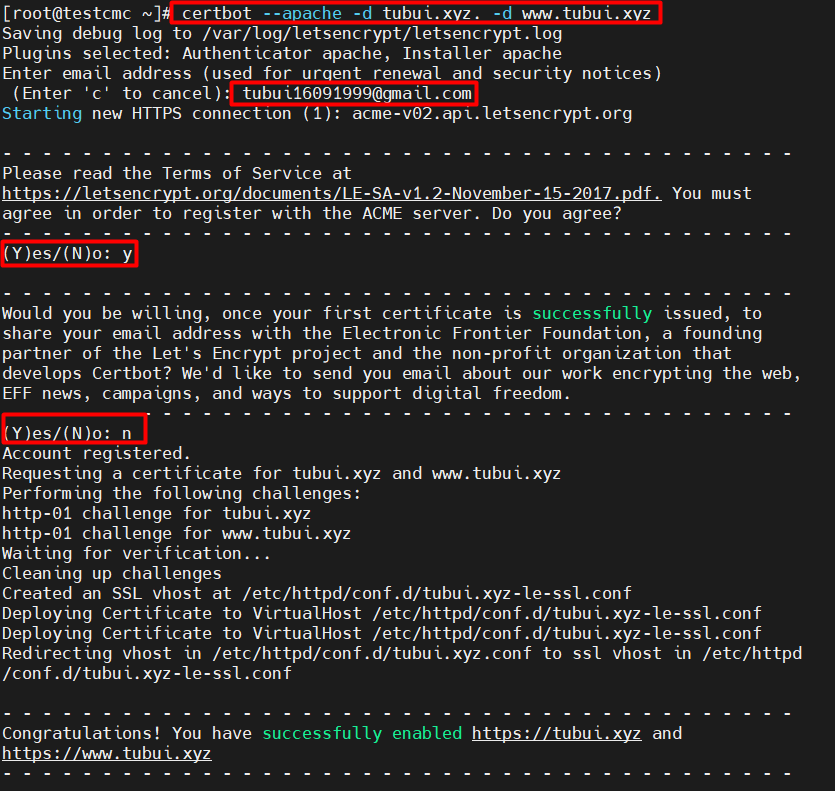 [root@testcmc ~]# certbot --apache -d tubui.xyz. -d www.tubui.xyz
Saving debug log to /var/log/letsencrypt/letsencrypt.log
Plugins selected: Authenticator apache, Installer apache
Enter email address (used for urgent renewal and security notices)
 (Enter 'c' to cancel): tubui16091999@gmail.com
Starting new HTTPS connection (1): acme-v02.api.letsencrypt.org
- - - - - - - - - - - - - - - - - - - - - - - - - - - - - - - - - - - - - - - -
Please read the Terms of Service at
https://letsencrypt.org/documents/LE-SA-v1.2-November-15-2017.pdf. You must
agree in order to register with the ACME server. Do you agree?
- - - - - - - - - - - - - - - - - - - - - - - - - - - - - - - - - - - - - - - -
(Y)es/(N)o: y
- - - - - - - - - - - - - - - - - - - - - - - - - - - - - - - - - - - - - - - -
Would you be willing, once your first certificate is successfully issued, to
share your email address with the Electronic Frontier Foundation, a founding
partner of the Let's Encrypt project and the non-profit organization that
develops Certbot? We'd like to send you email about our work encrypting the web,
EFF news, campaigns, and ways to support digital freedom.
- - - - - - - - - - - - - - - - - - - - - - - - - - - - - - - - - - - - - - - -
(Y)es/(N)o: n
Account registered.
Requesting a certificate for tubui.xyz and www.tubui.xyz
Performing the following challenges:
http-01 challenge for tubui.xyz
http-01 challenge for www.tubui.xyz
Waiting for verification...
Cleaning up challenges
Created an SSL vhost at /etc/httpd/conf.d/tubui.xyz-le-ssl.conf
Deploying Certificate to VirtualHost /etc/httpd/conf.d/tubui.xyz-le-ssl.conf
Deploying Certificate to VirtualHost /etc/httpd/conf.d/tubui.xyz-le-ssl.conf
Redirecting vhost in /etc/httpd/conf.d/tubui.xyz.conf to ssl vhost in /etc/httpd
/conf.d/tubui.xyz-le-ssl.conf
- - - - - - - - - - - - - - - - - - - - - - - - - - - - - - - - - - - - - - - -
Congratulations! You have successfully enabled https://tubui.xyz and
https://www.tubui.xyz
- - - - - - - - - - - - - - - - - - - - - - - - - - - - - - - - - - - - - - - -